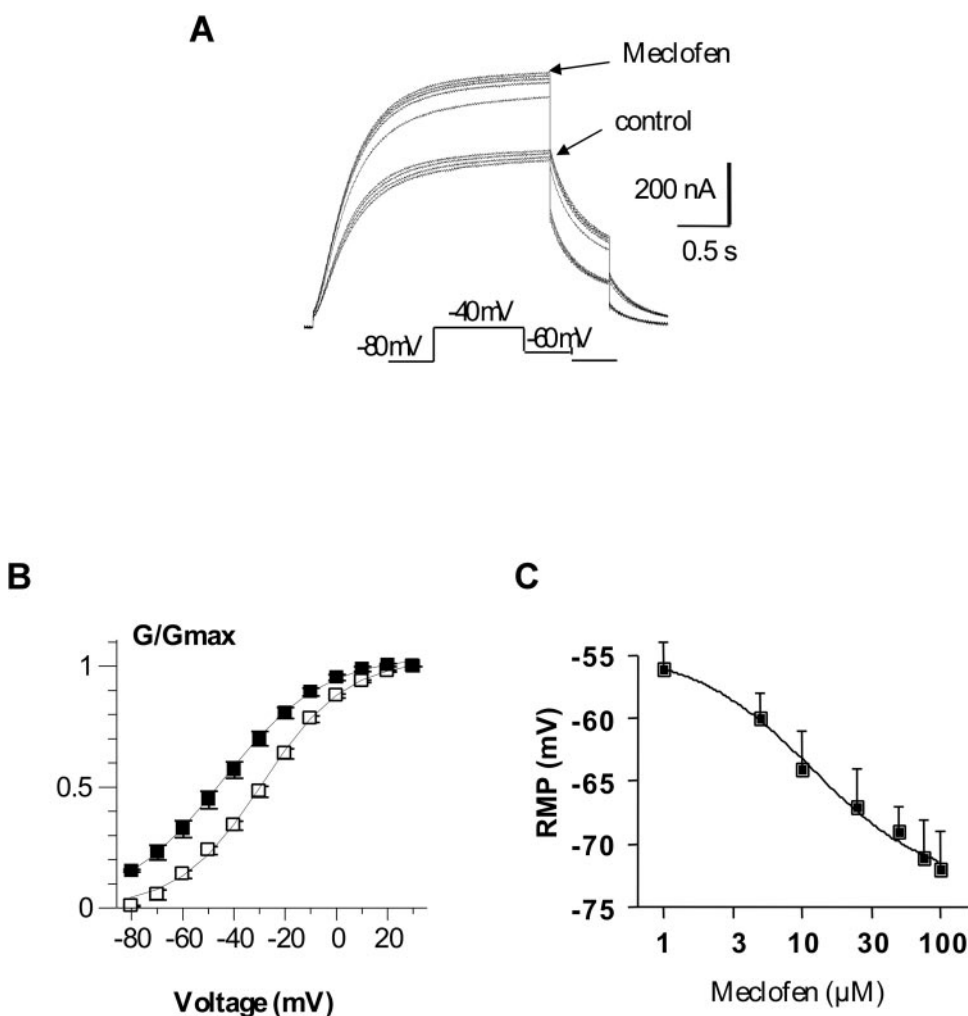 A
Meclofen
control
200 nA
0.5 s
-40mV
-80mV
-60mV
B
G/Gmax
1
0.5
0
-80 -60 -40 -20 0 20
Voltage (mV)
C
RMP (mV)
-55
-60
-65
-70
-75
1 3 10 30 100
Meclofen (µM)